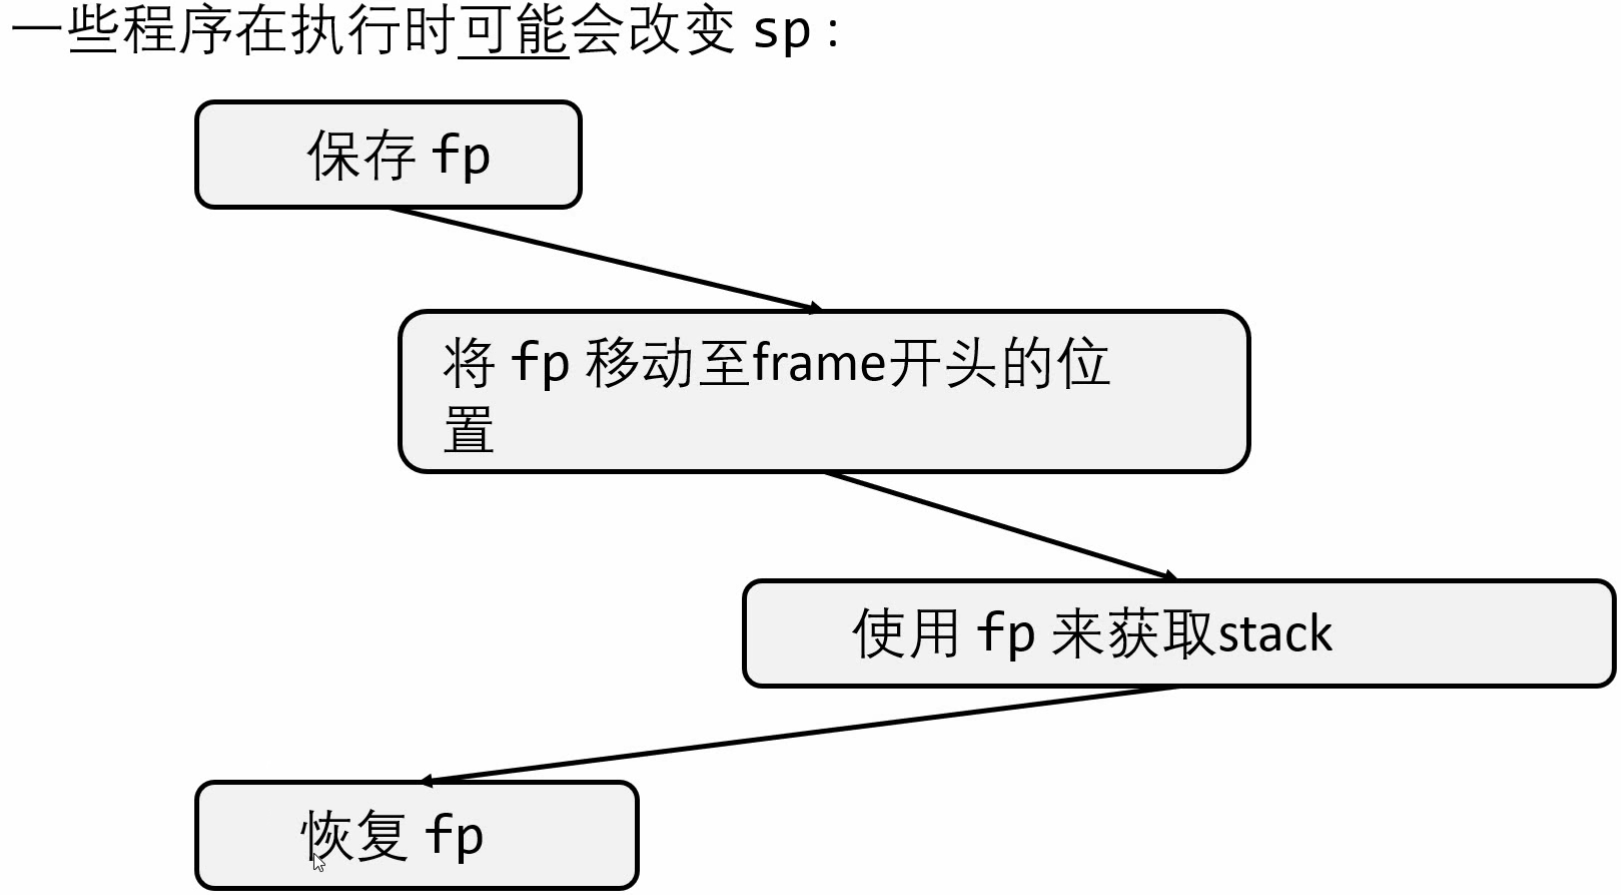 一些程序在执行时可能会改变 sp :
保存 fp
将 fp 移动至frame开头的位
置
使用 fp 来获取stack
恢复 fp